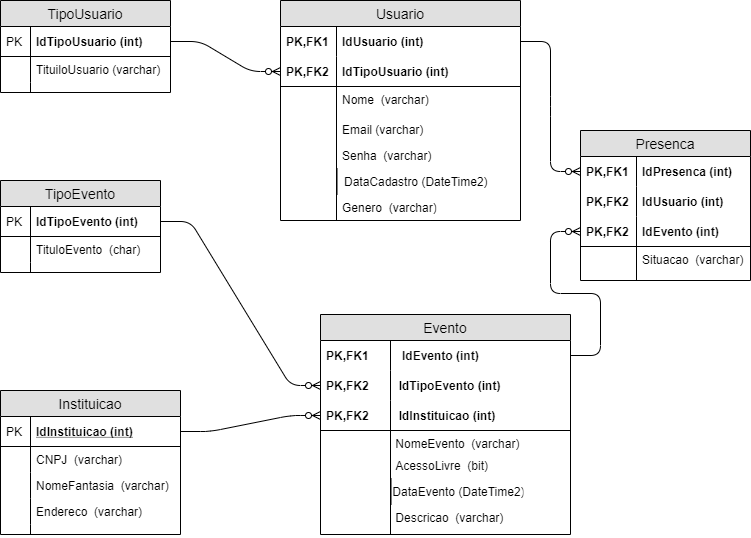 TipoUsuario
PK IdTipoUsuario (int)
TituiloUsuario (varchar)
Usuario
PK,FK1 IdUsuario (int)
PK,FK2 IdTipoUsuario (int)
Nome (varchar)
Email (varchar)
Senha (varchar)
DataCadastro (DateTime2)
Genero (varchar)
Presenca
PK,FK1 IdPresenca (int)
PK,FK2 IdUsuario (int)
PK,FK2 IdEvento (int)
Situacao (varchar)
TipoEvento
PK IdTipoEvento (int)
TituloEvento (char)
Evento
PK,FK1 IdEvento (int)
PK,FK2 IdTipoEvento (int)
PK,FK2 IdInstituicao (int)
NomeEvento (varchar)
AcessoLivre (bit)
DataEvento (DateTime2)
Descricao (varchar)
Instituicao
PK IdInstituicao (int)
CNPJ (varchar)
NomeFantasia (varchar)
Endereco (varchar)